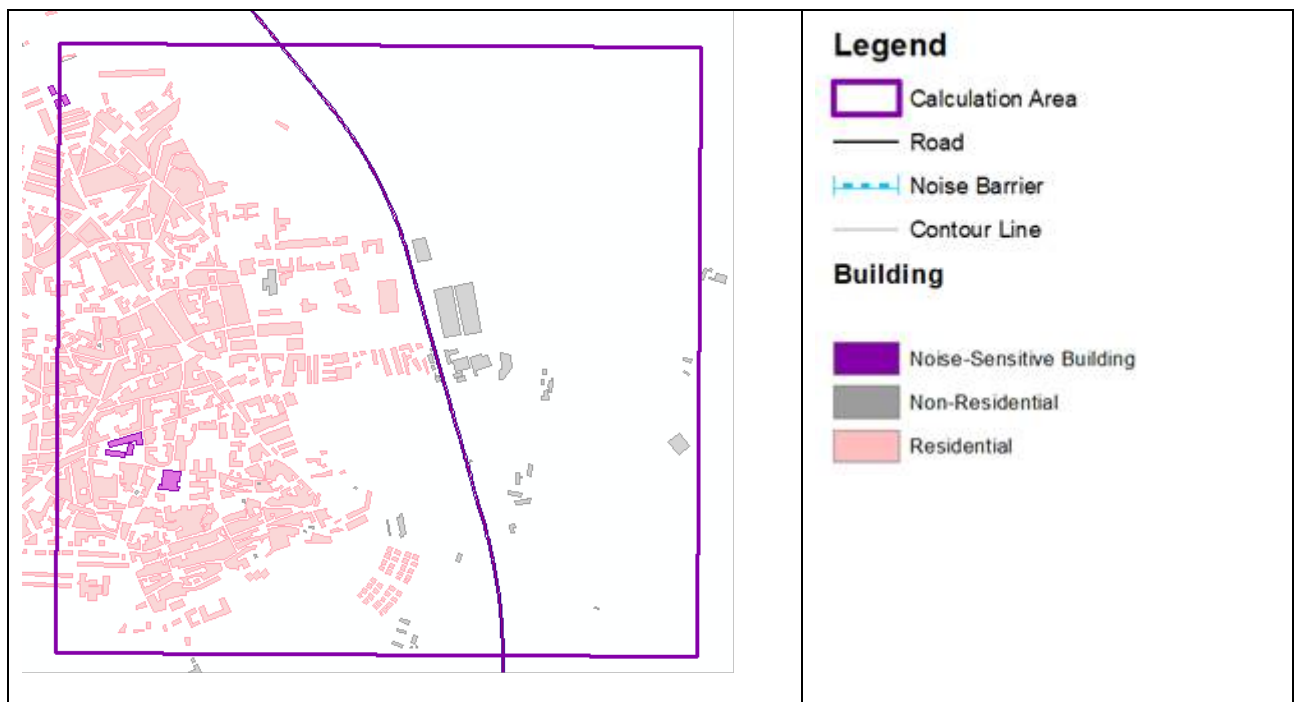 Legend
Calculation Area
Road
Noise Barrier
Contour Line
Building
Noise-Sensitive Building
Non-Residential
Residential